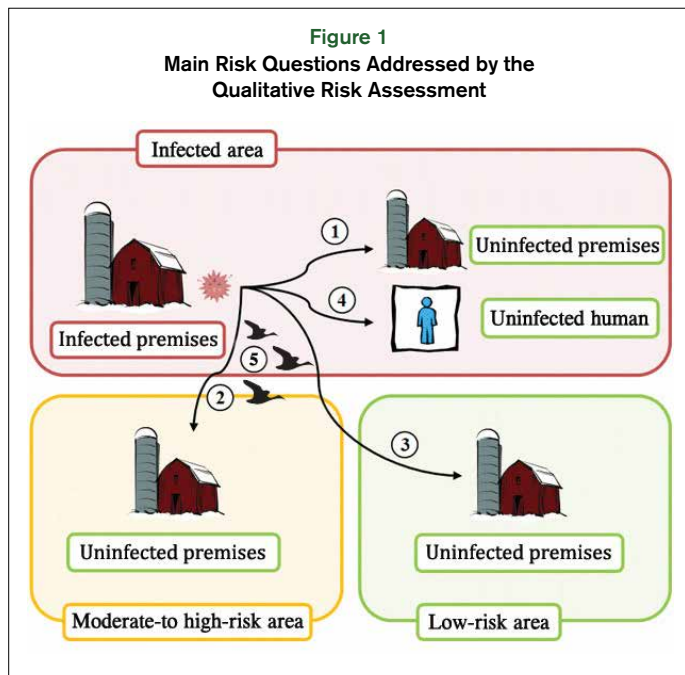 Figure 1
Main Risk Questions Addressed by the
Qualitative Risk Assessment
Infected area
1
Uninfected premises
4
Uninfected human
Infected premises
5
2
3
Uninfected premises
Uninfected premises
Moderate-to high-risk area
Low-risk area